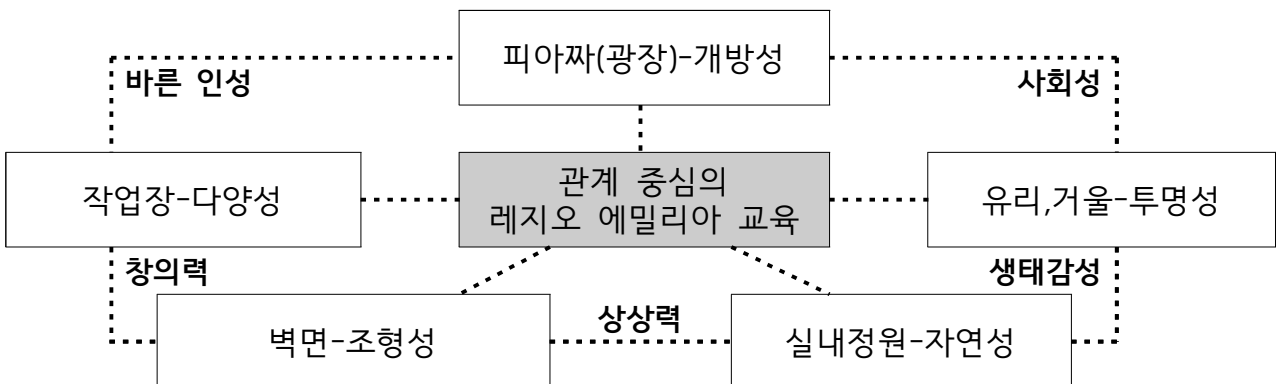 피아짜(광장)-개방성
바른 인성
사회성
작업장-다양성
관계 중심의
레지오 에밀리아 교육
유리,거울-투명성
창의력
생태감성
벽면-조형성
상상력
실내정원-자연성